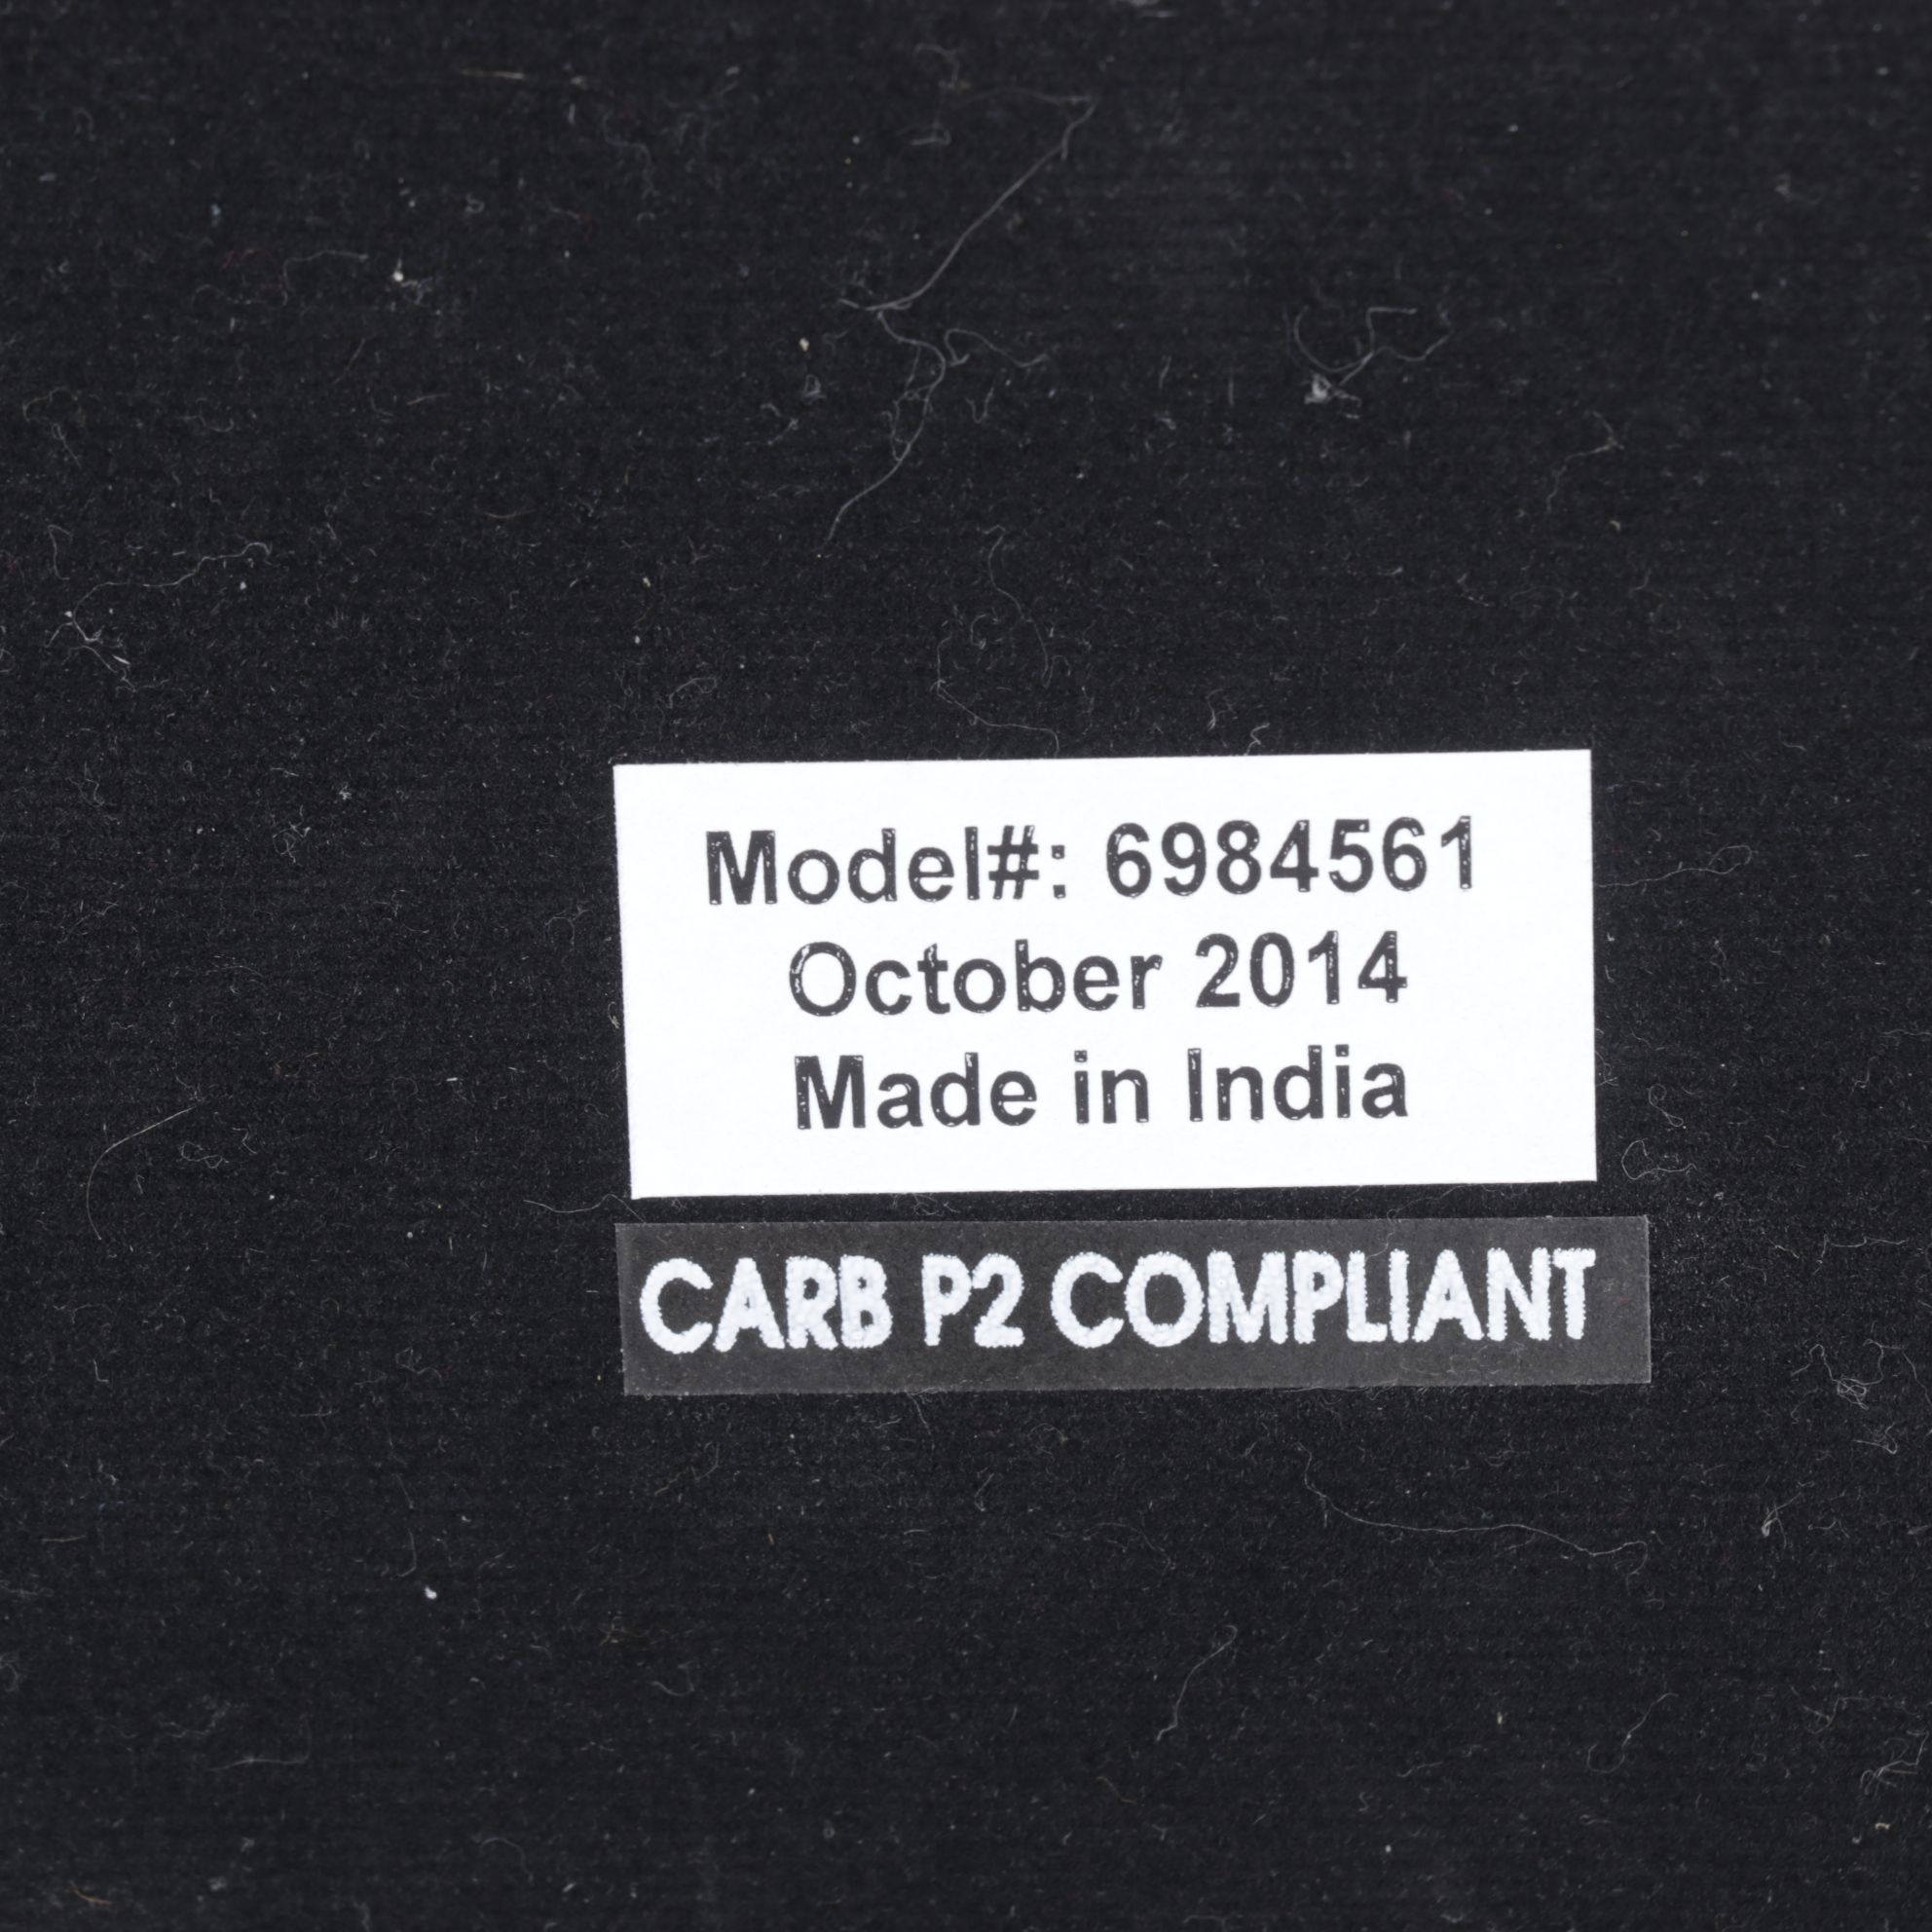 Model#: 6984561
October 2014
Made in India
CARB P2 COMPLIANT